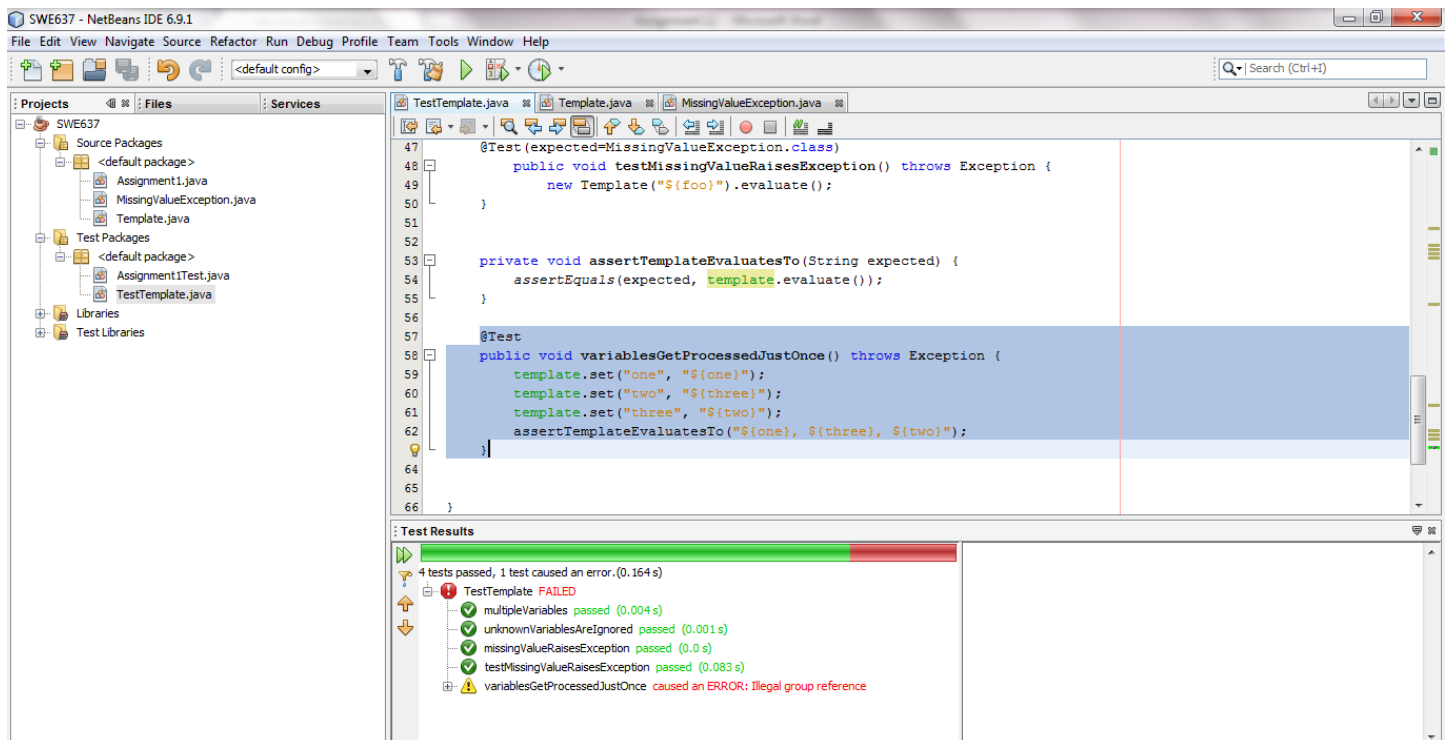 SWE637 - NetBeans IDE 6.9.1
File Edit View Navigate Source Refactor Run Debug Profile Team Tools Window Help
<default config>
Search (Ctrl+I)
Projects Files Services
SWE637
Source Packages
<default package>
Assignment1.java
MissingValueException.java
Template.java
Test Packages
<default package>
Assignment1Test.java
TestTemplate.java
Libraries
Test Libraries
TestTemplate.java Template.java MissingValueException.java
47 @Test(expected=MissingValueException.class)
48 public void testMissingValueRaisesException() throws Exception {
49 new Template("${foo}").evaluate();
50 }
51
52
53 private void assertTemplateEvaluatesTo(String expected) {
54 assertEquals(expected, template.evaluate());
55 }
56
57 @Test
58 public void variablesGetProcessedJustOnce() throws Exception {
59 template.set("one", "${one}");
60 template.set("two", "${three}");
61 template.set("three", "${two}");
62 assertTemplateEvaluatesTo("${one}, ${three}, ${two}");
}
64
65
66 }
Test Results
4 tests passed, 1 test caused an error.(0.164 s)
TestTemplate FAILED
multipleVariables passed (0.004 s)
unknownVariablesAreIgnored passed (0.001 s)
missingValueRaisesException passed (0.0 s)
testMissingValueRaisesException passed (0.083 s)
variablesGetProcessedJustOnce caused an ERROR: Illegal group reference